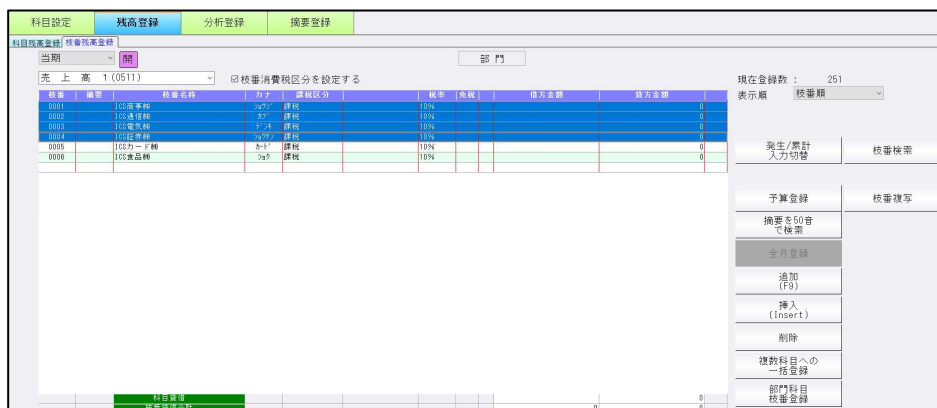 科目設定 残高登録 分析登録 摘要登録
科目残高登録 枝番残高登録
当期 開 部門
売 上 高 1(0511) ☑枝番消費税区分を設定する
現在登録数 : 251
表示順 枝番順
枝番 摘要 枝番名称 カナ 課税区分 税率 免税 借方金額 貸方金額
0001 ICS商事㈱ ｼｮｳｼﾞ 課税 10% 0
0002 ICS通信㈱ 課税 10% 0
0003 ICS電気㈱ ﾃﾞﾝｷ 課税 10% 0
0004 ICS証券㈱ 課税 10% 0
0005 ICSカード㈱ ｶｰﾄﾞ 課税 10% 0
0006 ICS食品㈱ ｼｮｸ 課税 10% 0
発生/累計
入力切替
枝番検索
予算登録 枝番複写
摘要を50音
で検索
全月登録
追加
(F9)
挿入
(Insert)
削除
複数科目への
一括登録
部門科目
枝番登録
科目貸借 0
0 0